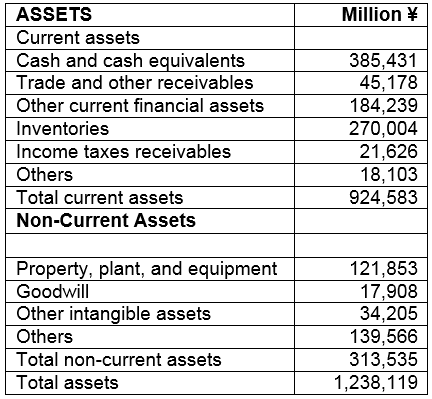 ASSETS Million ¥
Current assets
Cash and cash equivalents 385,431
Trade and other receivables 45,178
Other current financial assets 184,239
Inventories 270,004
Income taxes receivables 21,626
Others 18,103
Total current assets 924,583
Non-Current Assets
Property, plant, and equipment 121,853
Goodwill 17,908
Other intangible assets 34,205
Others 139,566
Total non-current assets 313,535
Total assets 1,238,119